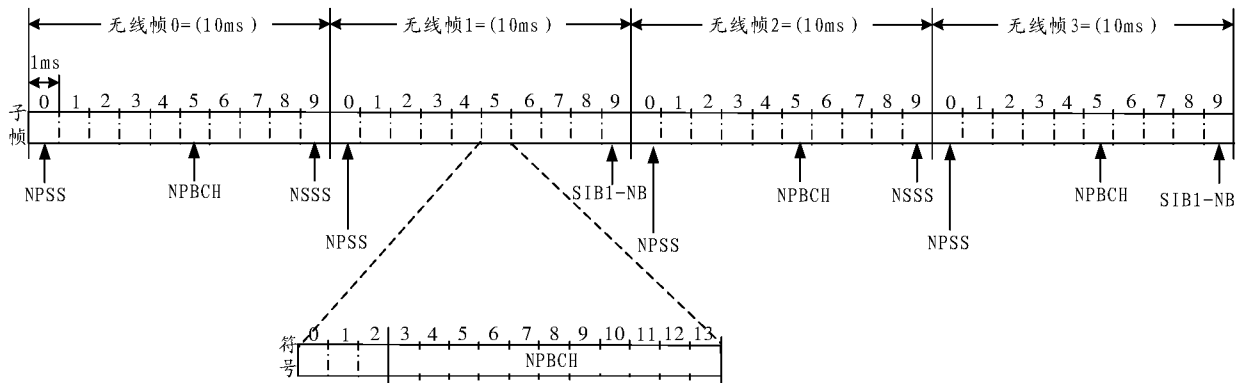 无线帧0=(10ms) 无线帧1=(10ms) 无线帧2=(10ms) 无线帧3=(10ms)
1ms
子帧 0 1 2 3 4 5 6 7 8 9 0 1 2 3 4 5 6 7 8 9 0 1 2 3 4 5 6 7 8 9 0 1 2 3 4 5 6 7 8 9
NPSS NPBCH NSSS SIB1-NB NPBCH NSSS NPBCH SIB1-NB
NPSS NPSS NPSS
符号 0 1 2 3 4 5 6 7 8 9 10 11 12 13
NPBCH